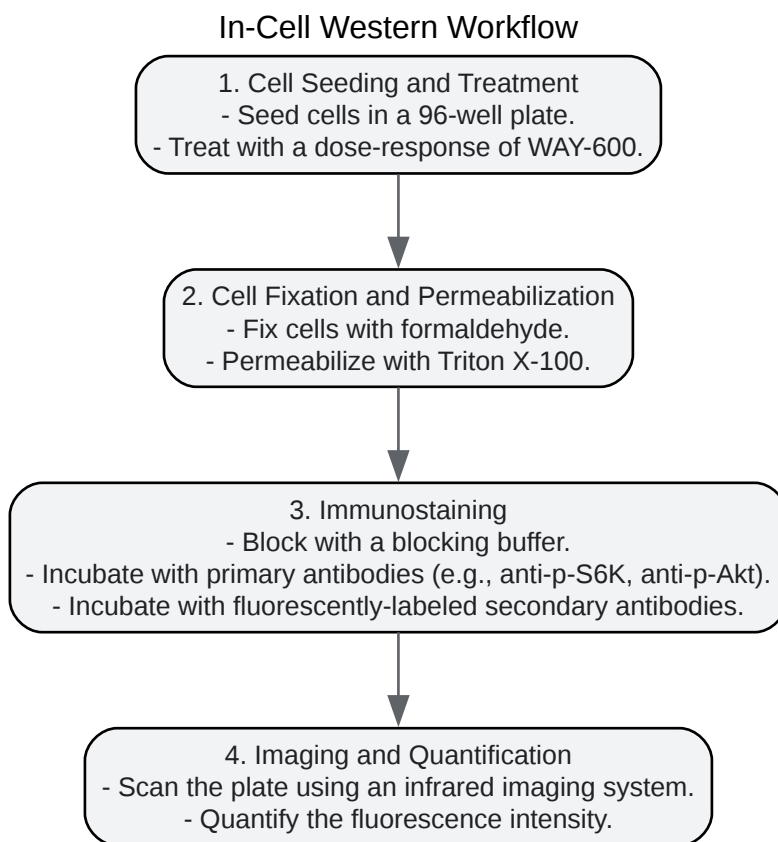 In-Cell Western Workflow
1. Cell Seeding and Treatment
- Seed cells in a 96-well plate.
- Treat with a dose-response of WAY-600.
2. Cell Fixation and Permeabilization
- Fix cells with formaldehyde.
- Permeabilize with Triton X-100.
3. Immunostaining
- Block with a blocking buffer.
- Incubate with primary antibodies (e.g., anti-p-S6K, anti-p-Akt).
- Incubate with fluorescently-labeled secondary antibodies.
4. Imaging and Quantification
- Scan the plate using an infrared imaging system.
- Quantify the fluorescence intensity.